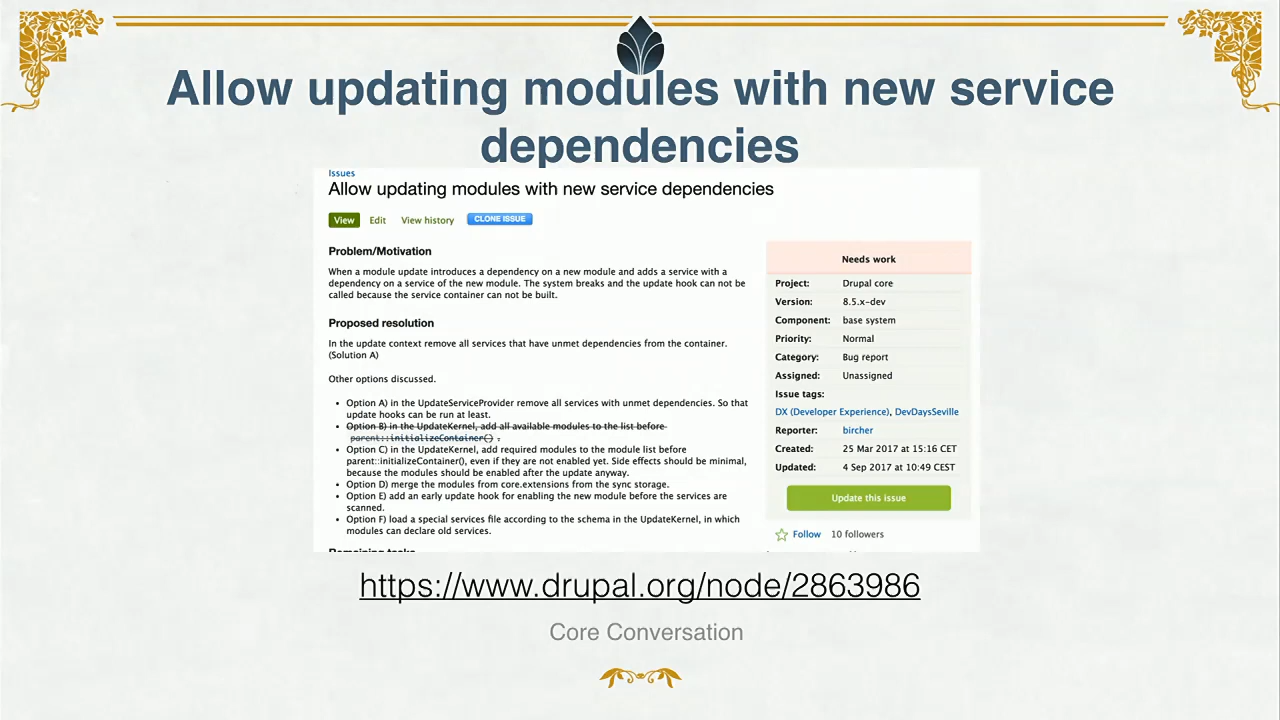 Allow updating modules with new service
dependencies
Issues
Allow updating modules with new service dependencies
View Edit View history CLONE ISSUE
Problem/Motivation
When a module update introduces a dependency on a new module and adds a service with a
dependency on a service of the new module. The system breaks and the update hook can not be
called because the service container can not be built.
Proposed resolution
In the update context remove all services that have unmet dependencies from the container.
(Solution A)
Other options discussed.
• Option A) in the UpdateServiceProvider remove all services with unmet dependencies. So that
update hooks can be run at least.
• Option B) in the UpdateKernel, add all available modules to the list before
parent::initializeContainer() .
• Option C) in the UpdateKernel, add required modules to the module list before
parent::initializeContainer(), even if they are not enabled yet. Side effects should be minimal,
because the modules should be enabled after the update anyway.
• Option D) merge the modules from core.extensions from the sync storage.
• Option E) add an early update hook for enabling the new module before the services are
scanned.
• Option F) load a special services file according to the schema in the UpdateKernel, in which
modules can declare old services.
Remaining tasks
Needs work
Project: Drupal core
Version: 8.5.x-dev
Component: base system
Priority: Normal
Category: Bug report
Assigned: Unassigned
Issue tags:
DX (Developer Experience), DevDaysSeville
Reporter: bircher
Created: 25 Mar 2017 at 15:16 CET
Updated: 4 Sep 2017 at 10:49 CEST
Update this issue
Follow 10 followers
https://www.drupal.org/node/2863986
Core Conversation